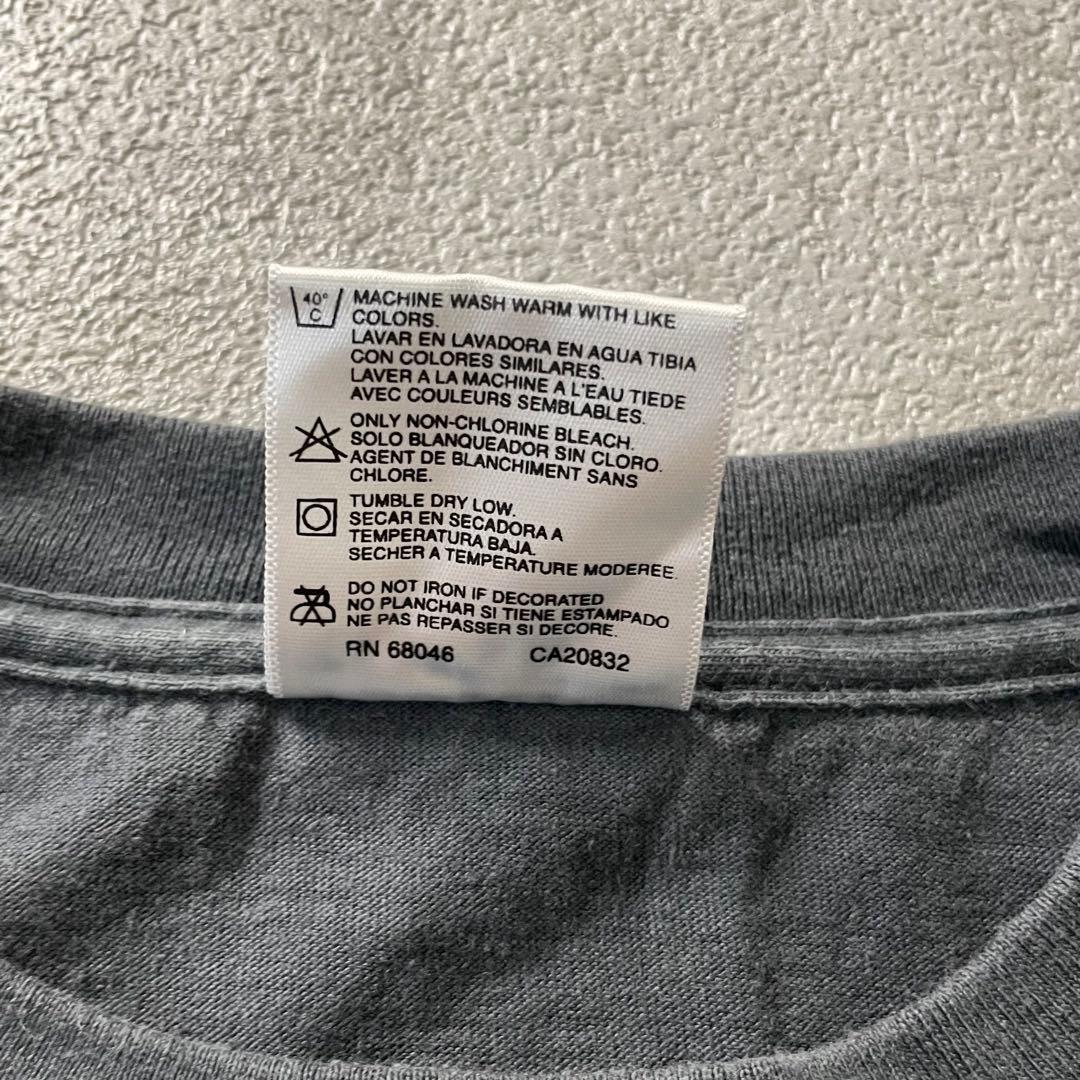 40°
C
MACHINE WASH WARM WITH LIKE
COLORS.
LAVAR EN LAVADORA EN AGUA TIBIA
CON COLORES SIMILARES.
LAVER A LA MACHINE A L'EAU TIEDE
AVEC COULEURS SEMBLABLES.
ONLY NON-CHLORINE BLEACH.
SOLO BLANQUEADOR SIN CLORO.
AGENT DE BLANCHIMENT SANS
CHLORE.
TUMBLE DRY LOW.
SECAR EN SECADORA A
TEMPERATURA BAJA.
SECHER A TEMPERATURE MODEREE.
DO NOT IRON IF DECORATED
NO PLANCHAR SI TIENE ESTAMPADO
NE PAS REPASSER SI DECORE.
RN 68046 CA20832